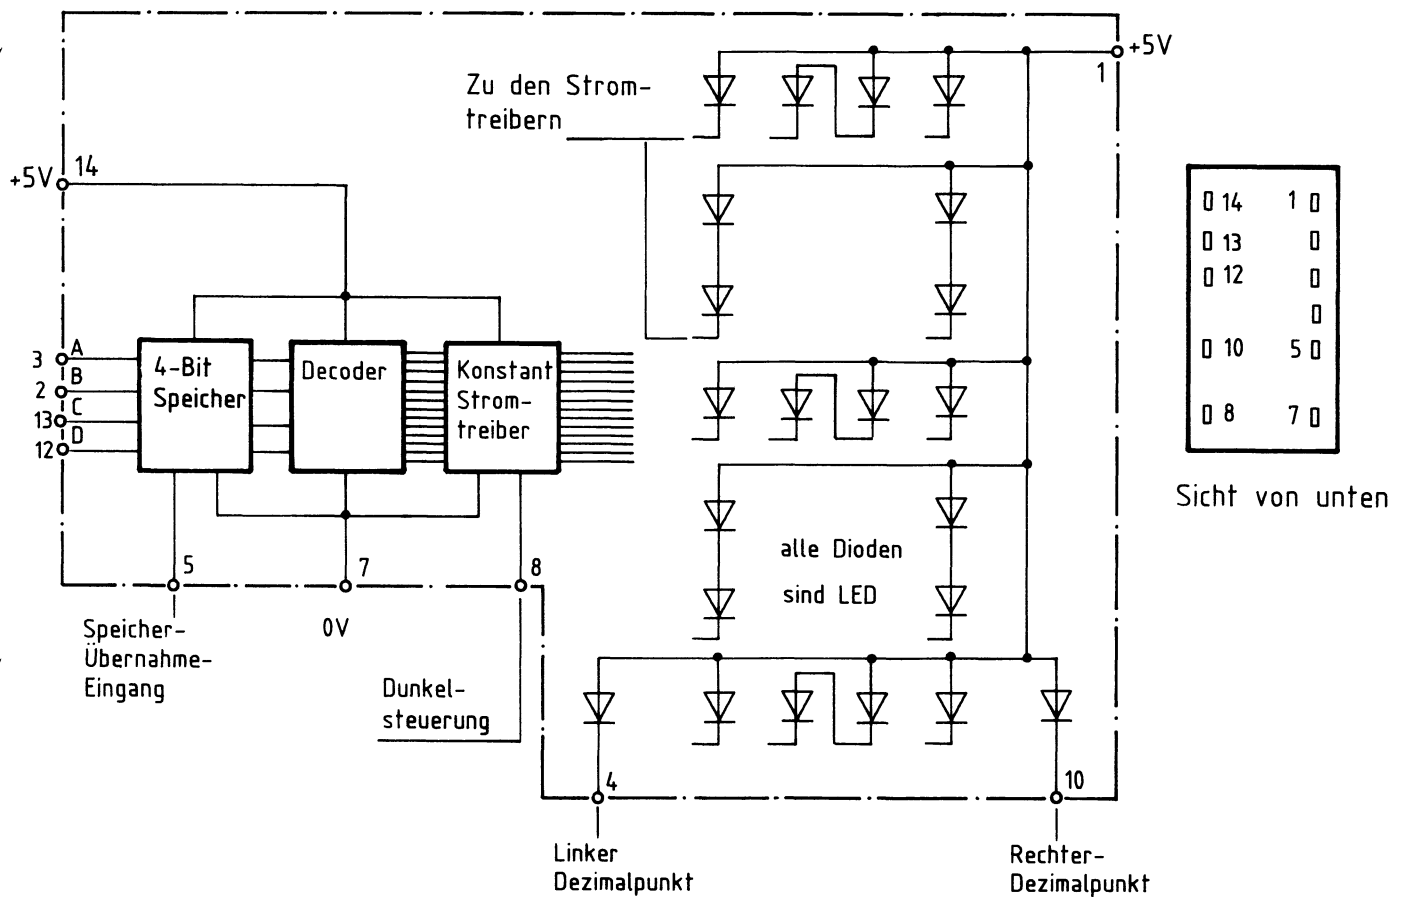 +5V
1
Zu den Strom-
treibern
14
+5V
3 A
2 B
13 C
12 D
4-Bit
Speicher
Decoder
Konstant
Strom-
treiber
5
7
8
Speicher-
Übernahme-
Eingang
0V
Dunkel-
steuerung
alle Dioden
sind LED
4
10
Linker
Dezimalpunkt
Rechter-
Dezimalpunkt
14 1
13
12
10 5
8 7
Sicht von unten